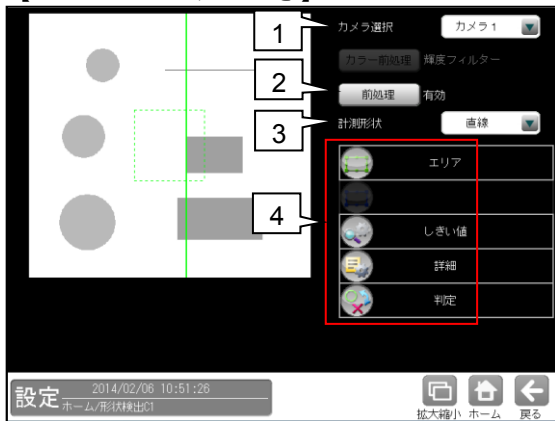 1
カメラ選択
カメラ1
カラー前処理
輝度フィルター
2
前処理
有効
3
計測形状
直線
4
エリア
しきい値
詳細
判定
設定
2014/02/06 10:51:26
ホーム/形状検出C1
拡大縮小
ホーム
戻る